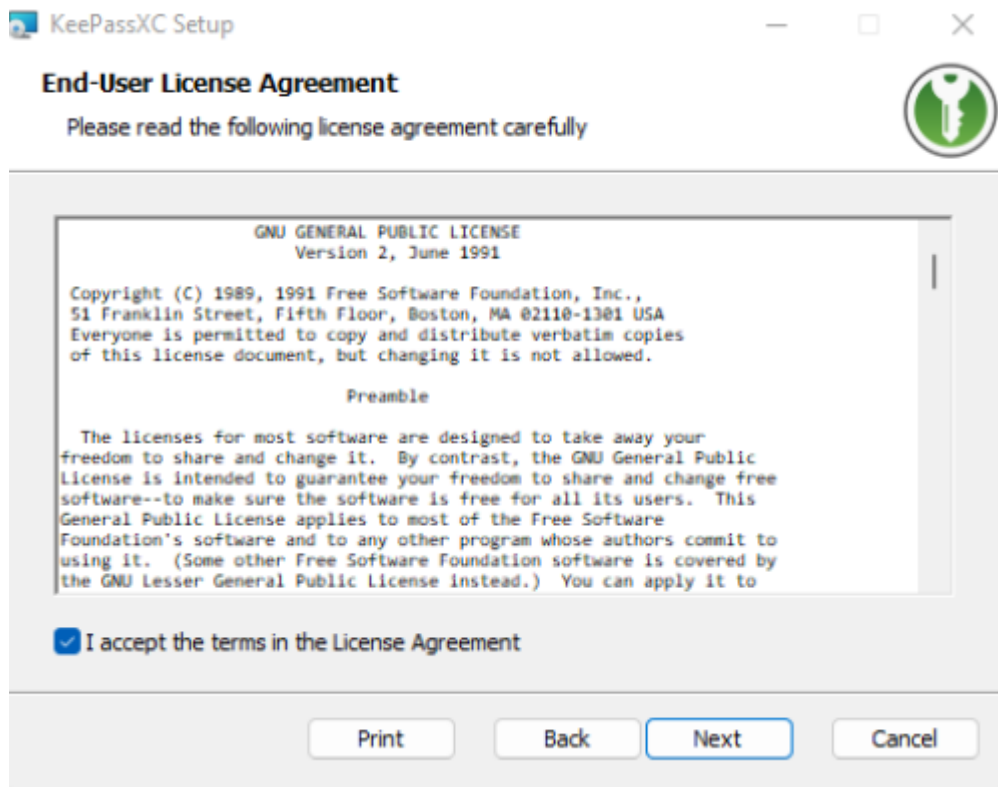 KeePassXC Setup
End-User License Agreement
Please read the following license agreement carefully
GNU GENERAL PUBLIC LICENSE
Version 2, June 1991
Copyright (C) 1989, 1991 Free Software Foundation, Inc.,
51 Franklin Street, Fifth Floor, Boston, MA 02110-1301 USA
Everyone is permitted to copy and distribute verbatim copies
of this license document, but changing it is not allowed.
Preamble
The licenses for most software are designed to take away your
freedom to share and change it.  By contrast, the GNU General Public
License is intended to guarantee your freedom to share and change free
software--to make sure the software is free for all its users.  This
General Public License applies to most of the Free Software
Foundation's software and to any other program whose authors commit to
using it.  (Some other Free Software Foundation software is covered by
the GNU Lesser General Public License instead.)  You can apply it to
I accept the terms in the License Agreement
Print Back Next Cancel